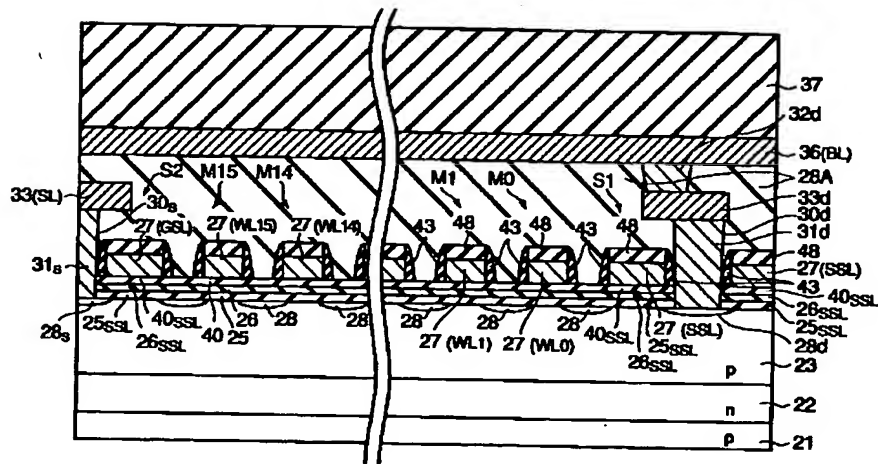 37
32d
36(BL)
28A
S2 M15 M14 M1 M0 S1
33(SL) 33d
30s 30d
27(GSL) 27(WL15) 27(WL14) 43 48 43 48 48 31d
48
31s 27(SSL)
43
40SSL
26SSL
25SSL
28s 25SSL 40SSL 40 26 28 28 28 28 28 40SSL 27(SSL)
26SSL 25 27(WL1) 27(WL0) 25SSL 28d
26SSL
23
p
n 22
p 21